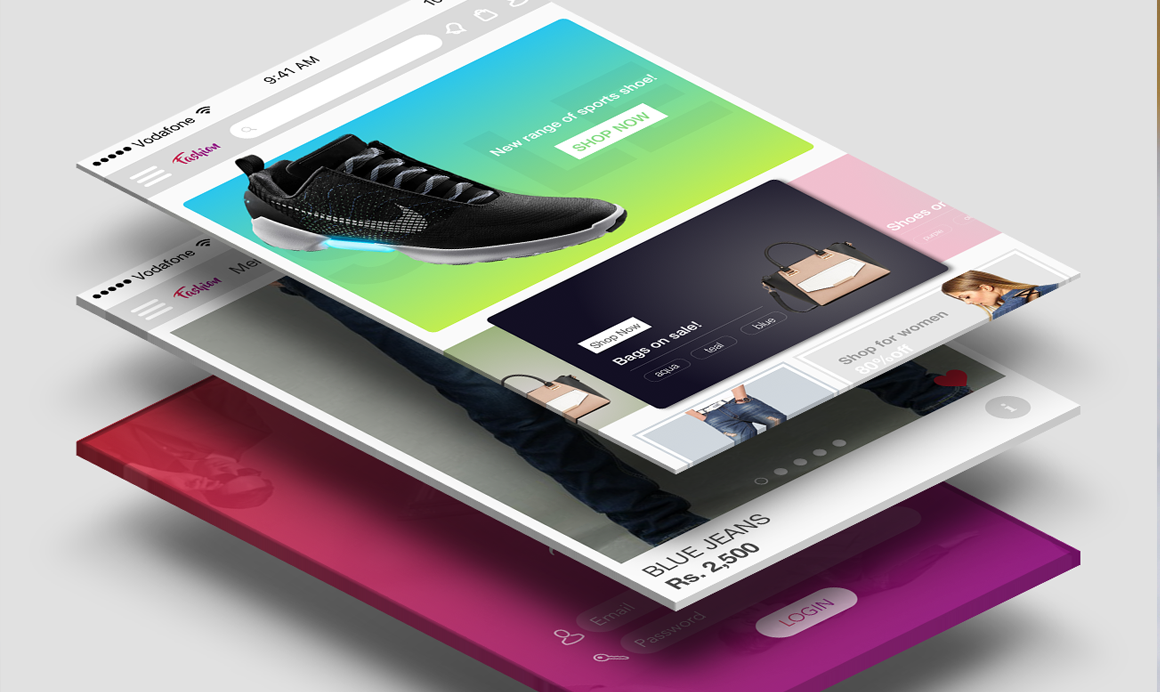 Vodafone
9:41 AM
10
Fashion
New range of sports shoe!
SHOP NOW
Shoes on
Shop Now
Bags on sale!
aqua
teal
blue
Shop for women
80% off
Vodafone
Fashion
Me
i
BLUE JEANS
Rs. 2,500
Email
Password
LOGIN